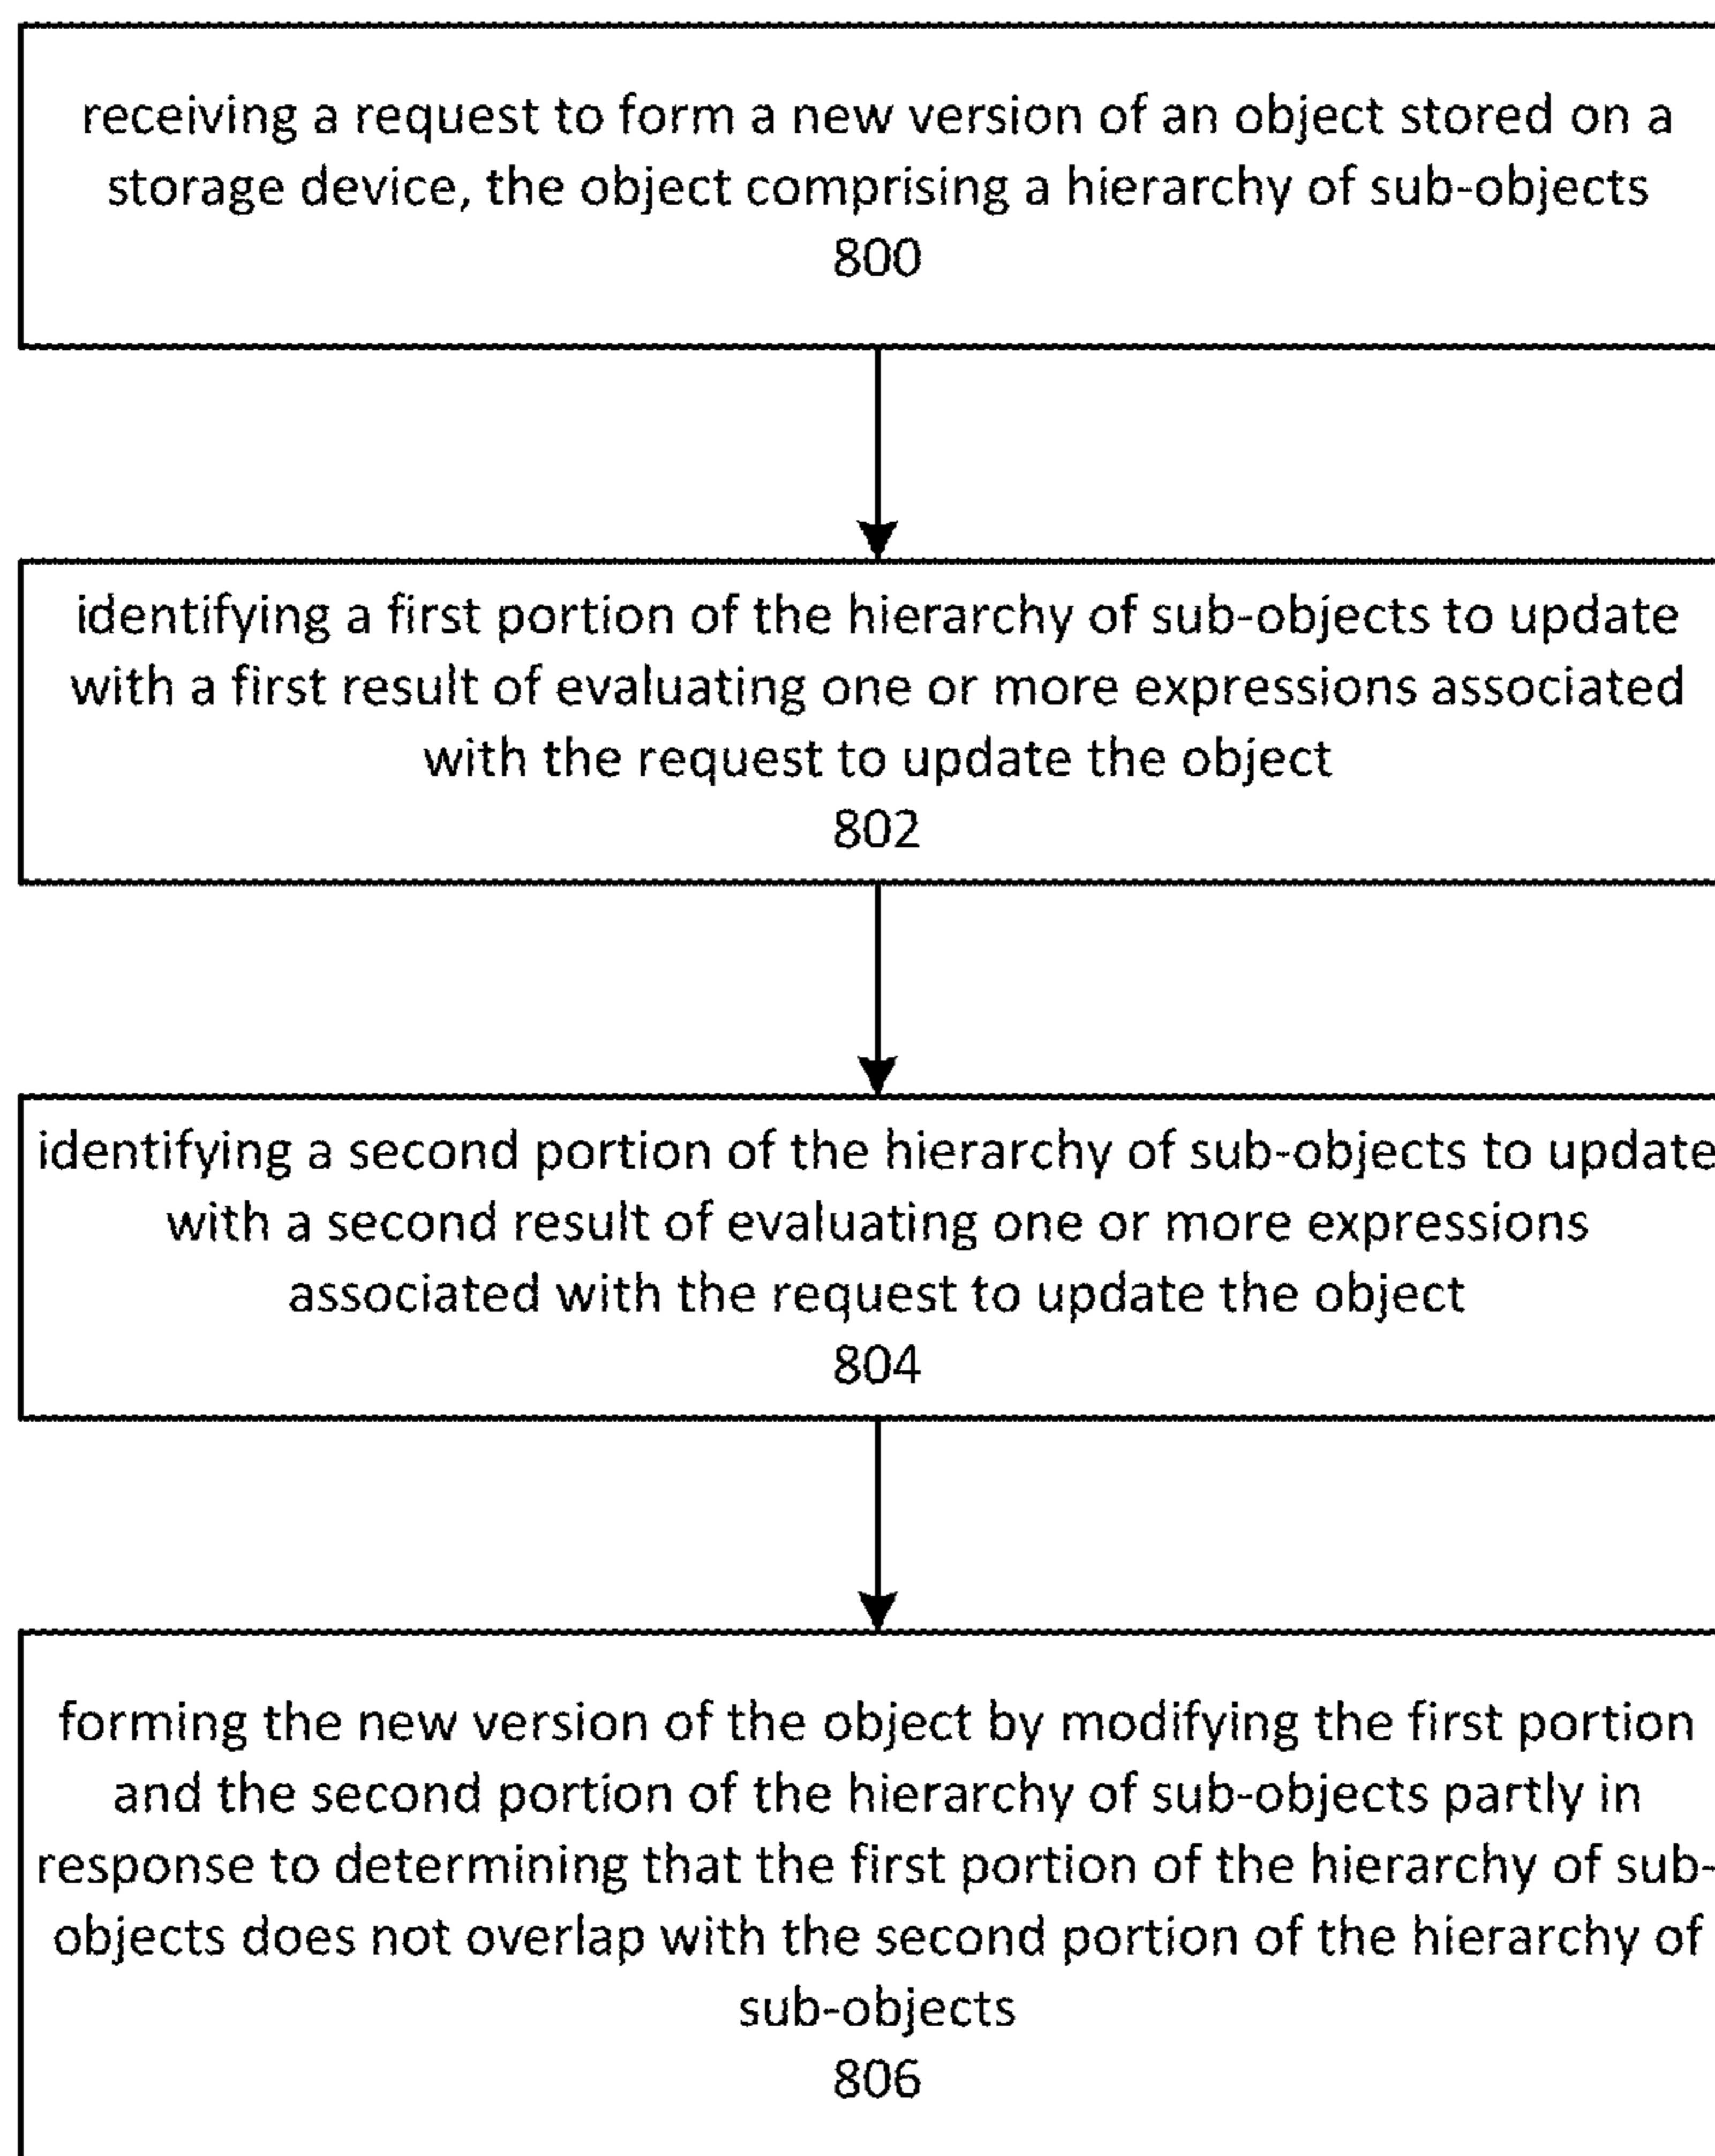 receiving a request to form a new version of an object stored on a
storage device, the object comprising a hierarchy of sub-objects
800
identifying a first portion of the hierarchy of sub-objects to update
with a first result of evaluating one or more expressions associated
with the request to update the object
802
identifying a second portion of the hierarchy of sub-objects to update
with a second result of evaluating one or more expressions
associated with the request to update the object
804
forming the new version of the object by modifying the first portion
and the second portion of the hierarchy of sub-objects partly in
response to determining that the first portion of the hierarchy of sub-
objects does not overlap with the second portion of the hierarchy of
sub-objects
806